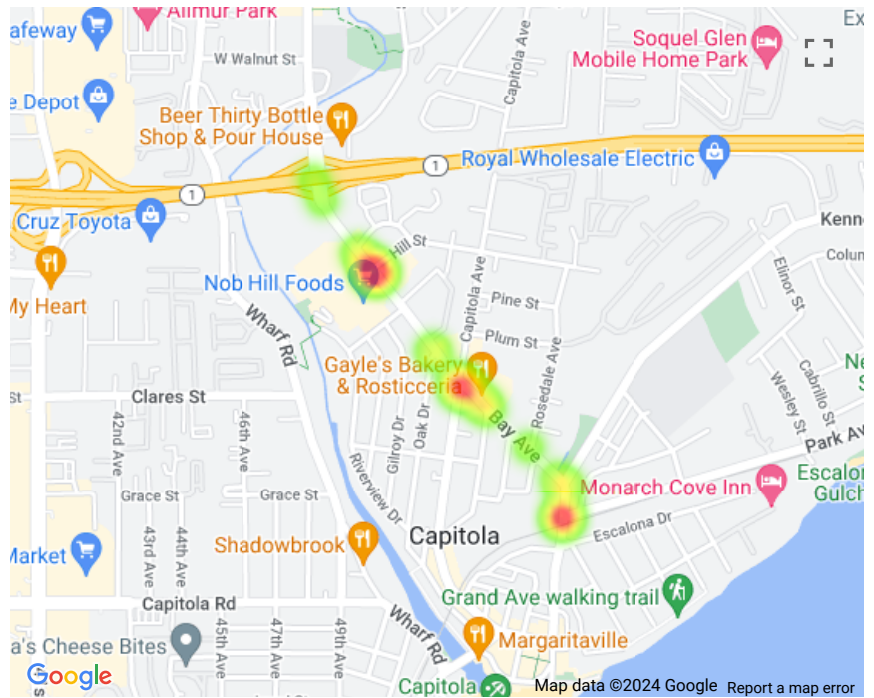 Allmur Park
afeway
Ex
Soquel Glen
Mobile Home Park
W Walnut St
Capitola Ave
e Depot
Beer Thirty Bottle
Shop & Pour House
1
Royal Wholesale Electric
1
Cruz Toyota
Kenne
Hill St
Colum
Nob Hill Foods
Elinor St
My Heart
Pine St
Capitola Ave
Wharf Rd
Plum St
Gayle's Bakery
& Rosticceria
Rosedale Ave
Ne
S
Cabrillo St
Wesley St
St
Clares St
Oak Dr
Gilroy Dr
Bay Ave
42nd Ave
46th Ave
Park Av
Riverview Dr
Monarch Cove Inn
Escalon
Gulch
Grace St
Grace St
Escalona Dr
43rd Ave
44th Ave
Capitola
Shadowbrook
Market
Grand Ave walking trail
Capitola Rd
Wharf Rd
45th Ave
47th Ave
49th Ave
Margaritaville
a's Cheese Bites
Google
Capitola
Map data ©2024 Google
Report a map error